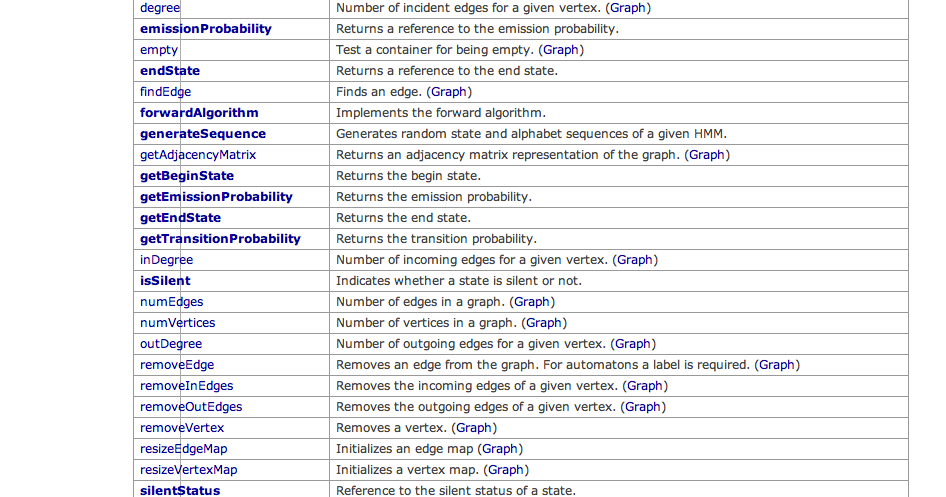 degree Number of incident edges for a given vertex. (Graph)
emissionProbability Returns a reference to the emission probability.
empty Test a container for being empty. (Graph)
endState Returns a reference to the end state.
findEdge Finds an edge. (Graph)
forwardAlgorithm Implements the forward algorithm.
generateSequence Generates random state and alphabet sequences of a given HMM.
getAdjacencyMatrix Returns an adjacency matrix representation of the graph. (Graph)
getBeginState Returns the begin state.
getEmissionProbability Returns the emission probability.
getEndState Returns the end state.
getTransitionProbability Returns the transition probability.
inDegree Number of incoming edges for a given vertex. (Graph)
isSilent Indicates whether a state is silent or not.
numEdges Number of edges in a graph. (Graph)
numVertices Number of vertices in a graph. (Graph)
outDegree Number of outgoing edges for a given vertex. (Graph)
removeEdge Removes an edge from the graph. For automatons a label is required. (Graph)
removeInEdges Removes the incoming edges of a given vertex. (Graph)
removeOutEdges Removes the outgoing edges of a given vertex. (Graph)
removeVertex Removes a vertex. (Graph)
resizeEdgeMap Initializes an edge map (Graph)
resizeVertexMap Initializes a vertex map. (Graph)
silentStatus Reference to the silent status of a state.